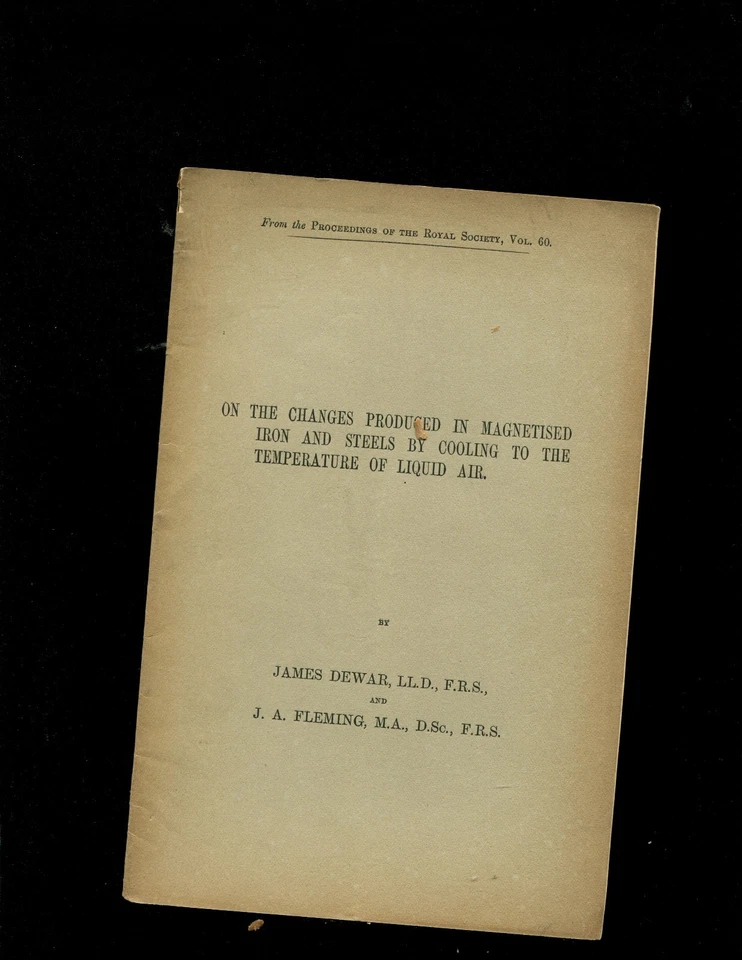 From the PROCEEDINGS OF THE ROYAL SOCIETY, VOL. 60.
ON THE CHANGES PRODUCED IN MAGNETISED
IRON AND STEELS BY COOLING TO THE
TEMPERATURE OF LIQUID AIR.
BY
JAMES DEWAR, LL.D., F.R.S.,
AND
J. A. FLEMING, M.A., D.Sc., F.R.S.